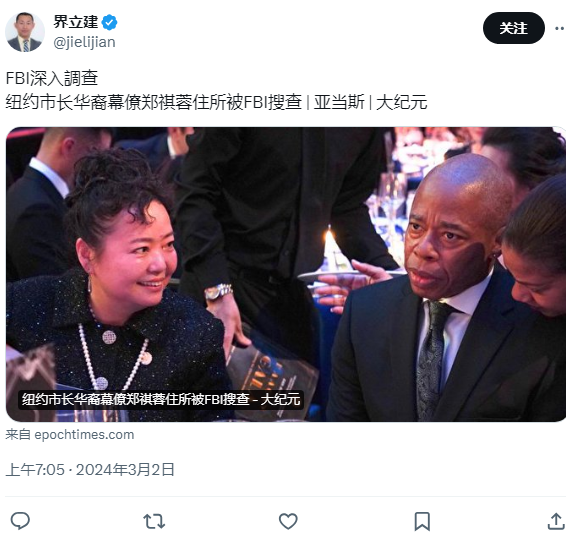 界立建
@jielijian
关注
FBI深入調查
纽约市长华裔幕僚郑祺蓉住所被FBI搜查 | 亚当斯 | 大纪元
纽约市长华裔幕僚郑祺蓉住所被FBI搜查 - 大纪元
来自 epochtimes.com
上午7:05 · 2024年3月2日